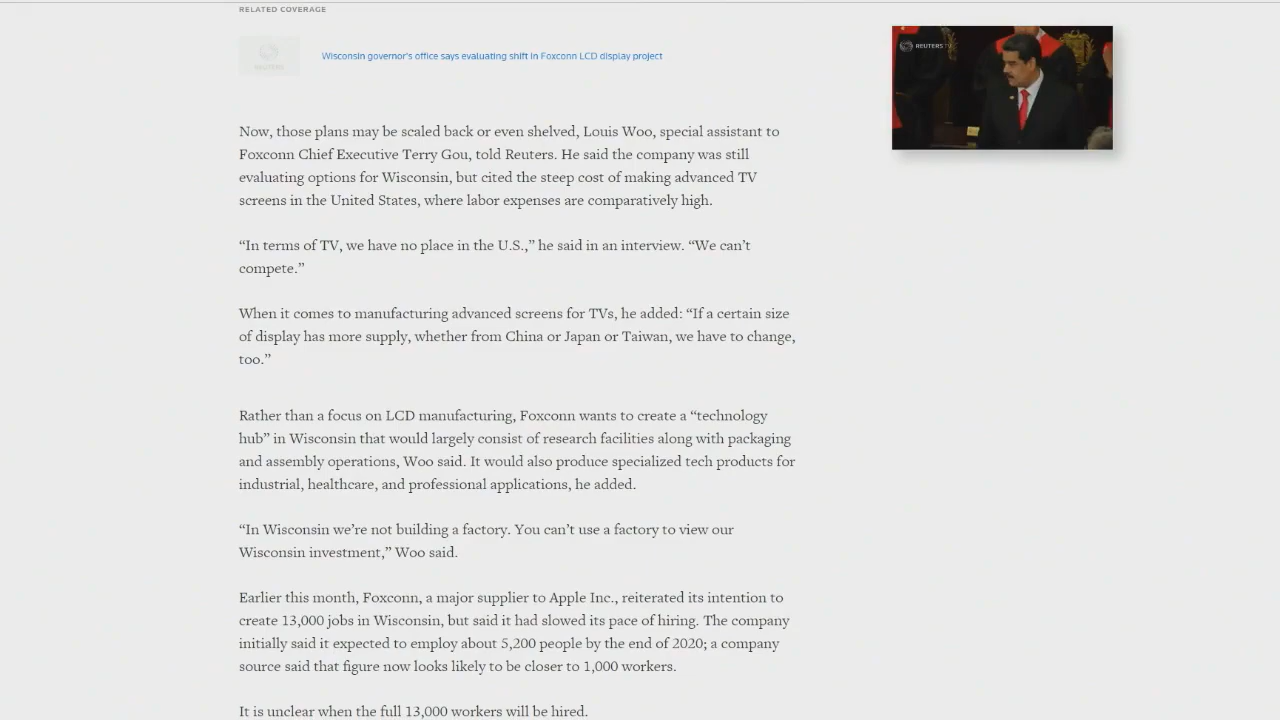 RELATED COVERAGE
REUTERS
Wisconsin governor's office says evaluating shift in Foxconn LCD display project
REUTERS TV
Now, those plans may be scaled back or even shelved, Louis Woo, special assistant to
Foxconn Chief Executive Terry Gou, told Reuters. He said the company was still
evaluating options for Wisconsin, but cited the steep cost of making advanced TV
screens in the United States, where labor expenses are comparatively high.
“In terms of TV, we have no place in the U.S.,” he said in an interview. “We can’t
compete.”
When it comes to manufacturing advanced screens for TVs, he added: “If a certain size
of display has more supply, whether from China or Japan or Taiwan, we have to change,
too.”
Rather than a focus on LCD manufacturing, Foxconn wants to create a “technology
hub” in Wisconsin that would largely consist of research facilities along with packaging
and assembly operations, Woo said. It would also produce specialized tech products for
industrial, healthcare, and professional applications, he added.
“In Wisconsin we’re not building a factory. You can’t use a factory to view our
Wisconsin investment,” Woo said.
Earlier this month, Foxconn, a major supplier to Apple Inc., reiterated its intention to
create 13,000 jobs in Wisconsin, but said it had slowed its pace of hiring. The company
initially said it expected to employ about 5,200 people by the end of 2020; a company
source said that figure now looks likely to be closer to 1,000 workers.
It is unclear when the full 13,000 workers will be hired.